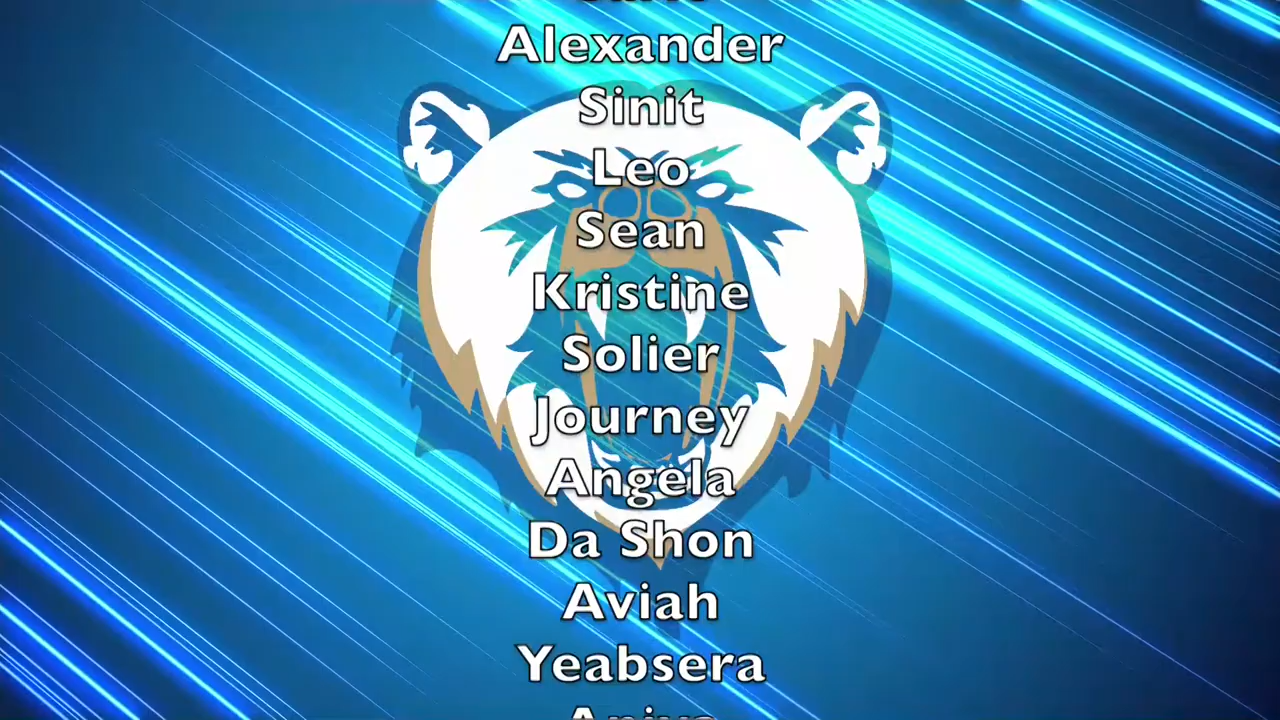 Alexander
Sinit
Leo
Sean
Kristine
Solier
Journey
Angela
Da Shon
Aviah
Yeabsera